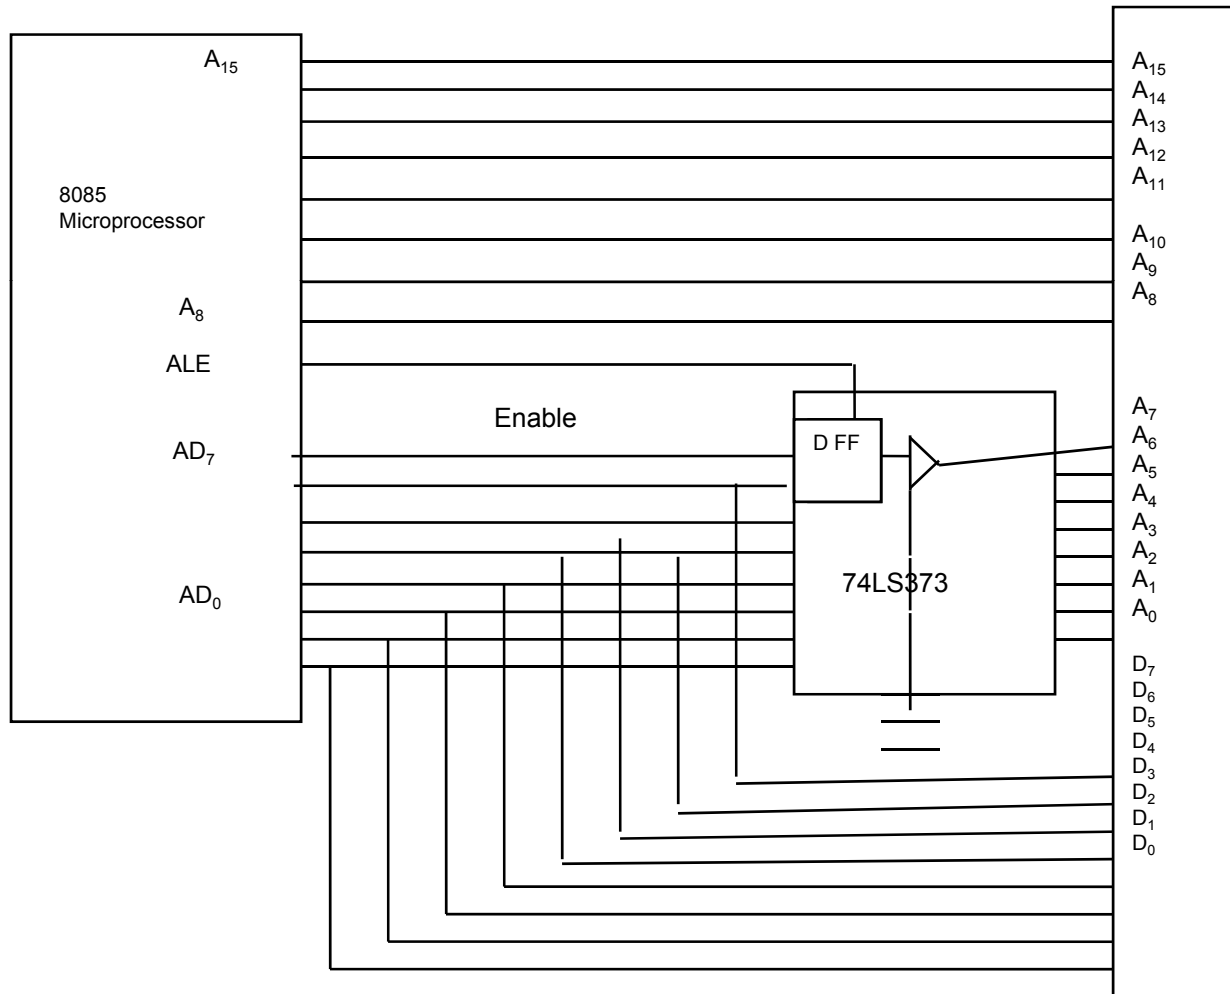 A15
8085
Microprocessor
A8
ALE
AD7
AD0
Enable
D FF
74LS373
A15
A14
A13
A12
A11
A10
A9
A8
A7
A6
A5
A4
A3
A2
A1
A0
D7
D6
D5
D4
D3
D2
D1
D0